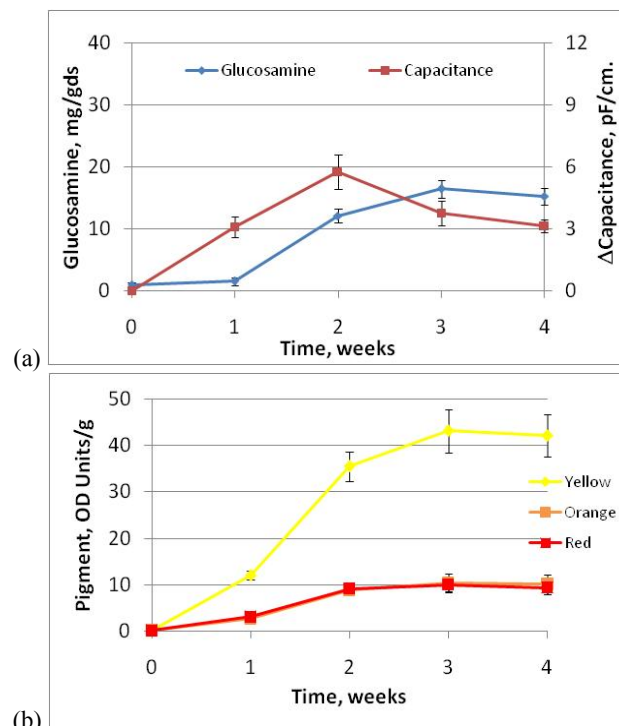 40
30
20
10
0
12
9
6
3
0
Glucosamine
Capacitance
Glucosamine, mg/gds
ΔCapacitance, pF/cm.
0 1 2 3 4
Time, weeks
(a)
50
40
30
20
10
0
Pigment, OD Units/g
Yellow
Orange
Red
0 1 2 3 4
Time, weeks
(b)